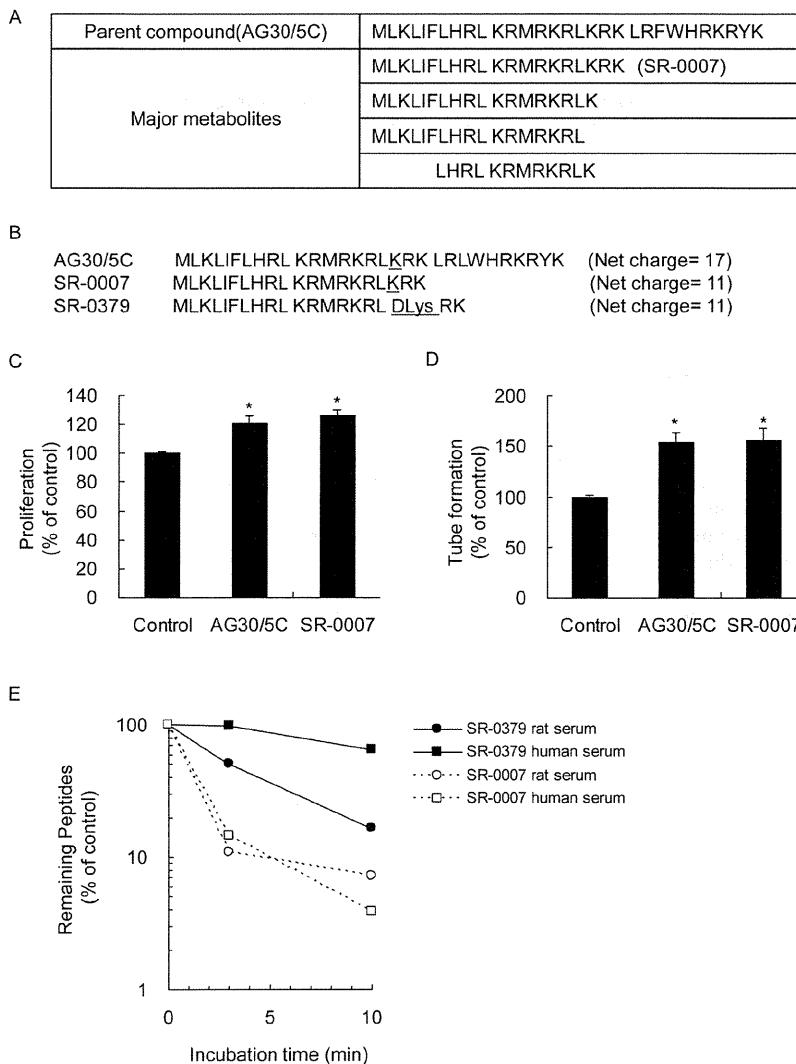 A
Parent compound(AG30/5C) MLKLIFLHRL KRMRKRLKRK LRFWHRKRYK
Major metabolites
MLKLIFLHRL KRMRKRLKRK (SR-0007)
MLKLIFLHRL KRMRKRLK
MLKLIFLHRL KRMRKRL
LHRL KRMRKRLK
B
AG30/5C MLKLIFLHRL KRMRKRLKRK LRLWHRKRYK (Net charge= 17)
SR-0007 MLKLIFLHRL KRMRKRLKRK (Net charge= 11)
SR-0379 MLKLIFLHRL KRMRKRL DLys RK (Net charge= 11)
C
Proliferation
(% of control)
140
120
100
80
60
40
20
0
* *
Control AG30/5C SR-0007
D
Tube formation
(% of control)
200
150
100
50
0
* *
Control AG30/5C SR-0007
E
Remaining Peptides
(% of control)
100
10
1
0 5 10
Incubation time (min)
SR-0379 rat serum
SR-0379 human serum
SR-0007 rat serum
SR-0007 human serum